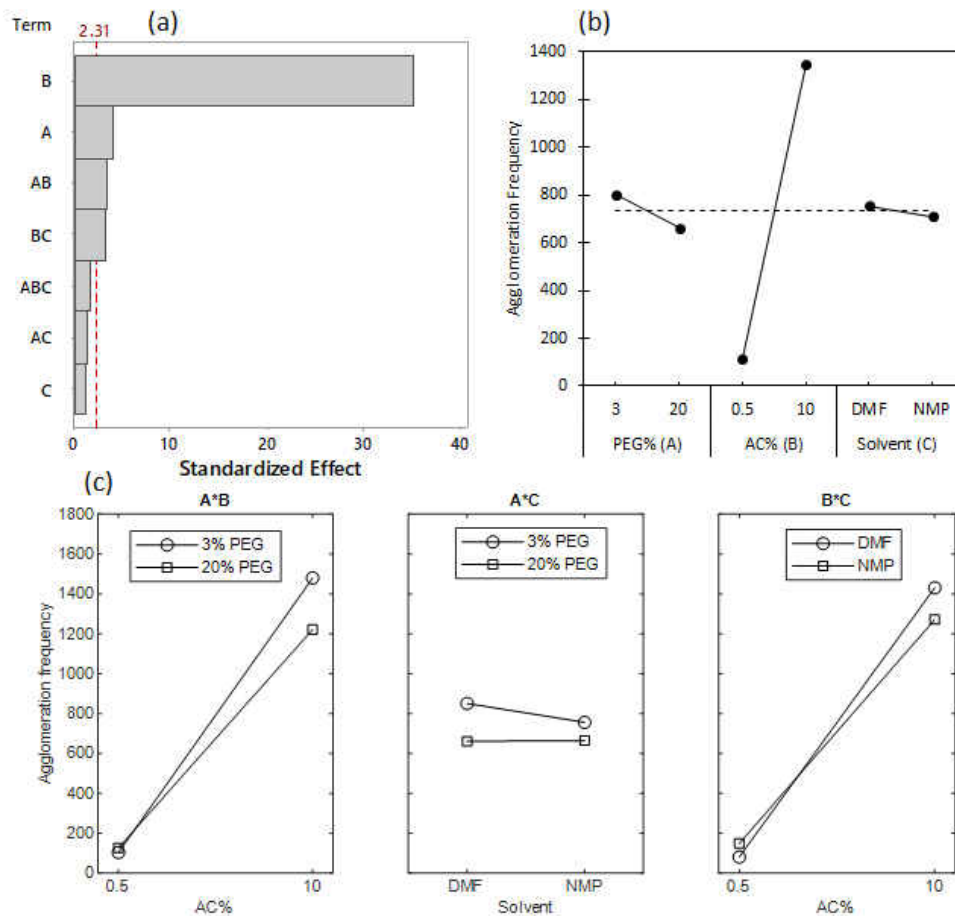 Term
2.31
(a)
B
A
AB
BC
ABC
AC
C
0 10 20 30 40
Standardized Effect
(b)
Agglomeration Frequency
1400
1200
1000
800
600
400
200
0
3 20 0.5 10 DMF NMP
PEG% (A) AC% (B) Solvent (C)
(c)
A*B
Agglomeration frequency
1800
1600
1400
1200
1000
800
600
400
200
0
3% PEG
20% PEG
0.5 10
AC%
A*C
3% PEG
20% PEG
DMF NMP
Solvent
B*C
DMF
NMP
0.5 10
AC%